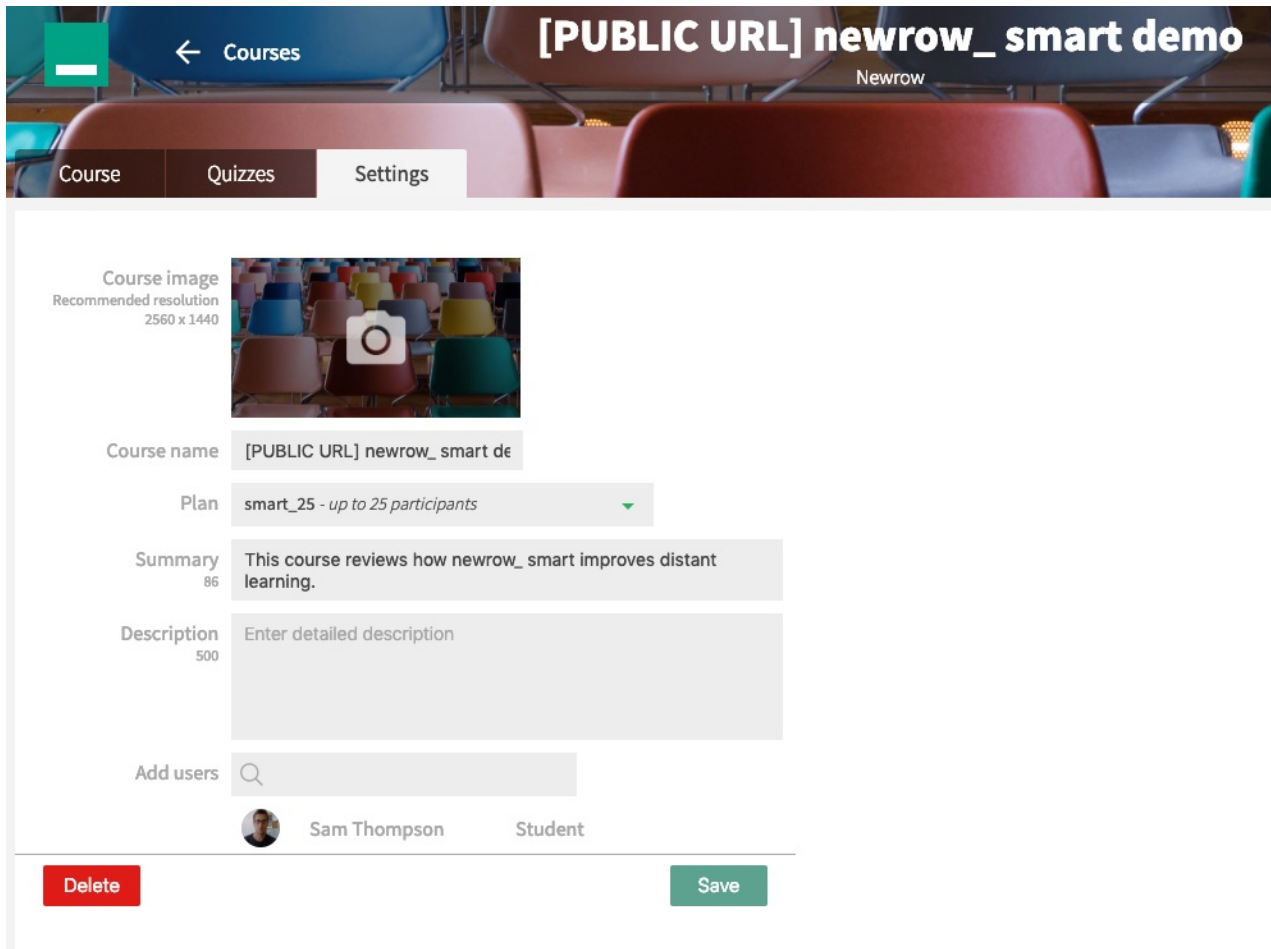 ← Courses
[PUBLIC URL] newrow_ smart demo
Newrow
Course
Quizzes
Settings
Course image
Recommended resolution
2560 x 1440
Course name
[PUBLIC URL] newrow_ smart de
Plan
smart_25 - up to 25 participants
Summary
86
This course reviews how newrow_ smart improves distant
learning.
Description
500
Enter detailed description
Add users
Sam Thompson
Student
Delete
Save